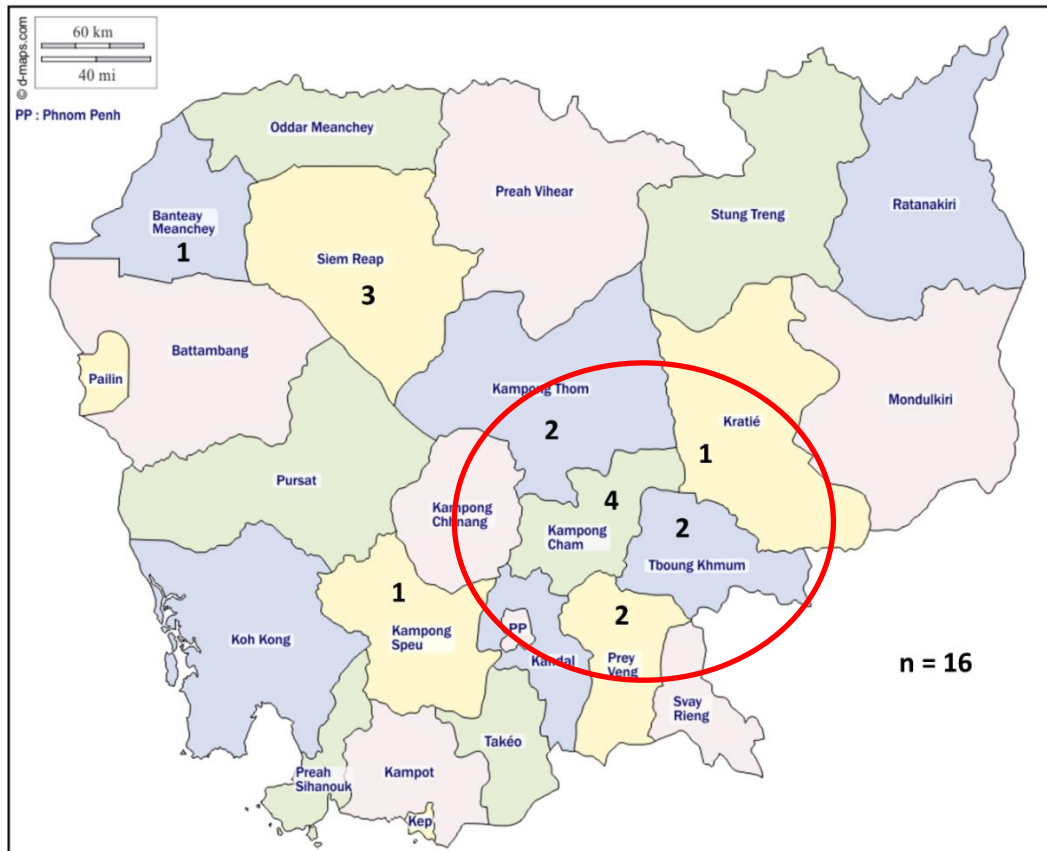 © d-maps.com
60 km
40 mi
PP : Phnom Penh
Oddar Meanchey
Preah Vihear
Stung Treng
Ratanakiri
Banteay
Meanchey
1
Siem Reap
3
Battambang
Pailin
Kampong Thom
2
Kratié
1
Mondulkiri
Pursat
Kampong
Chhnang
4
Kampong
Cham
2
Tboung Khmum
1
Kampong
Speu
PP
Kandal
2
Prey
Veng
Koh Kong
n = 16
Svay
Rieng
Takéo
Preah
Sihanouk
Kampot
Kep